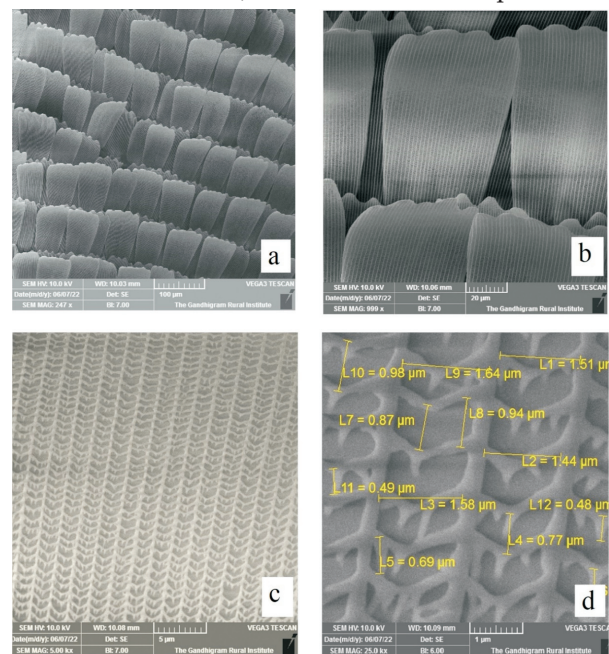 a
SEM HV: 10.0 kV WD: 10.03 mm VEGA3 TESCAN
Date(m/d/y): 06/07/22 Det: SE 100 µm
SEM MAG: 247 x BI: 7.00 The Gandhigram Rural Institute
b
SEM HV: 10.0 kV WD: 10.06 mm VEGA3 TESCAN
Date(m/d/y): 06/07/22 Det: SE 20 µm
SEM MAG: 999 x BI: 7.00 The Gandhigram Rural Institute
c
SEM HV: 10.0 kV WD: 10.08 mm VEGA3 TESCAN
Date(m/d/y): 06/07/22 Det: SE 5 µm
SEM MAG: 5.00 kx BI: 7.00 The Gandhigram Rural Institute
L1 = 1.51 µm
L10 = 0.98 µm L9 = 1.64 µm
L7 = 0.87 µm L8 = 0.94 µm
L2 = 1.44 µm
L11 = 0.49 µm
L3 = 1.58 µm L12 = 0.48 µm
L4 = 0.77 µm
L5 = 0.69 µm
d
SEM HV: 10.0 kV WD: 10.09 mm VEGA3 TESCAN
Date(m/d/y): 06/07/22 Det: SE 1 µm
SEM MAG: 25.0 kx BI: 6.00 The Gandhigram Rural Institute